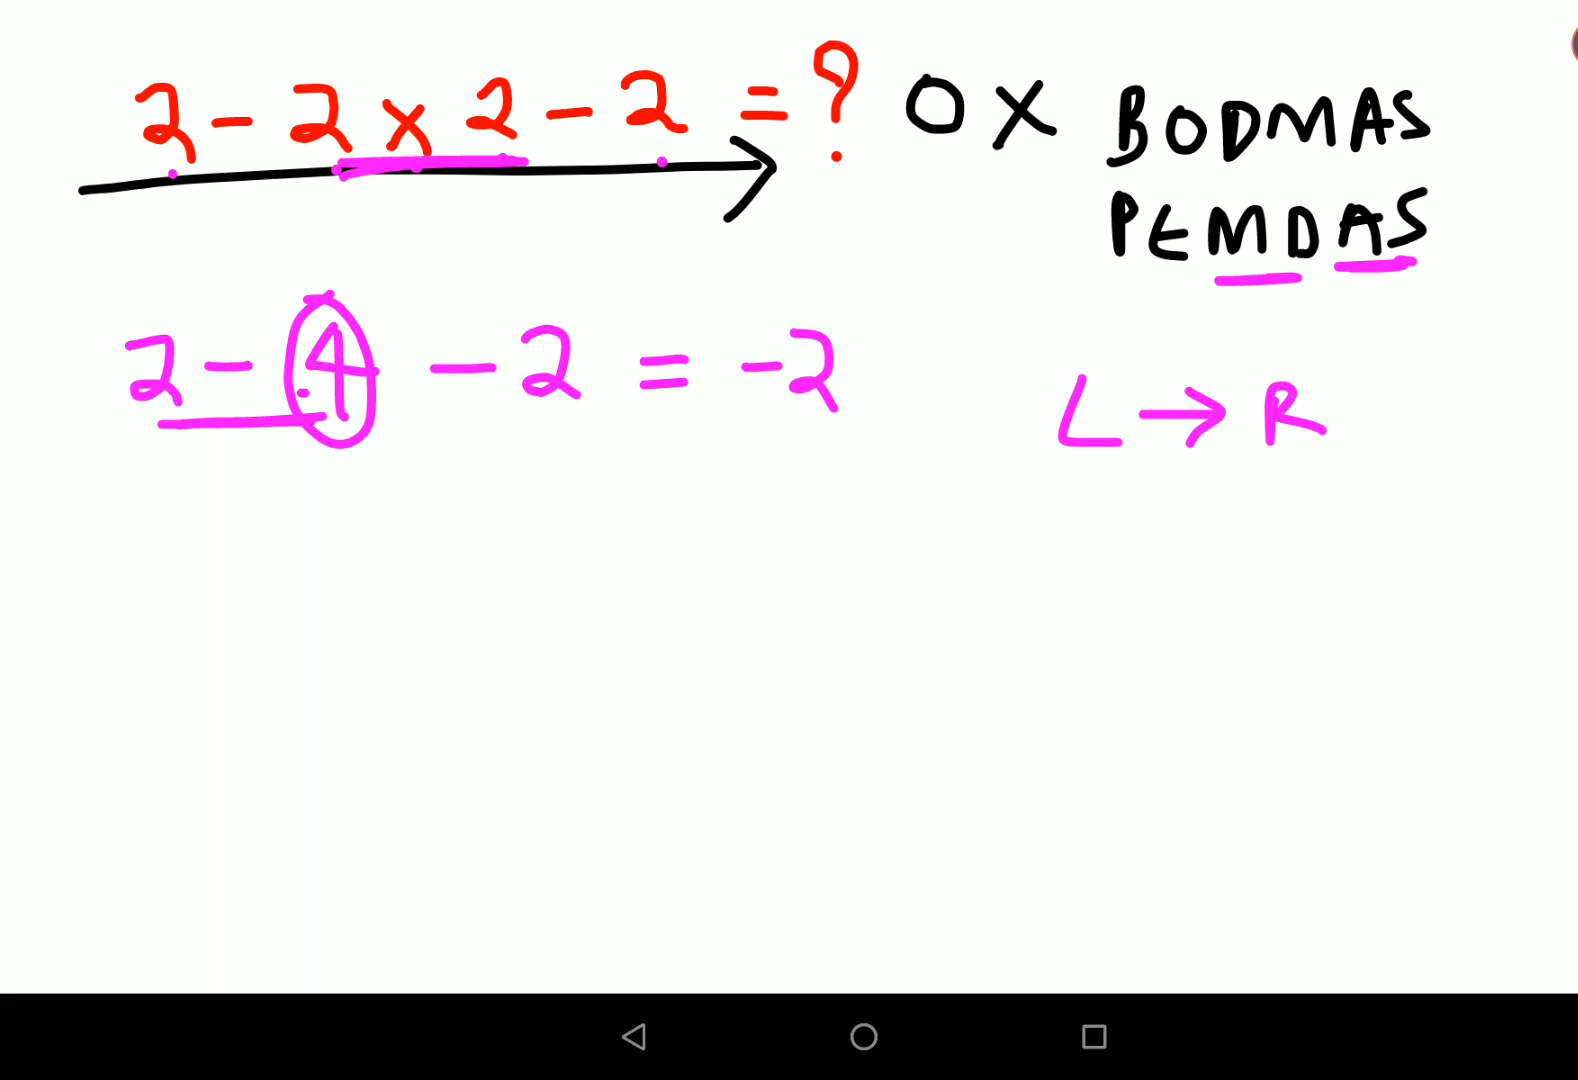 2 - 2 × 2 - 2 = ? 0 × BODMAS
PEMDAS
2 - 4 - 2 = -2
L → R